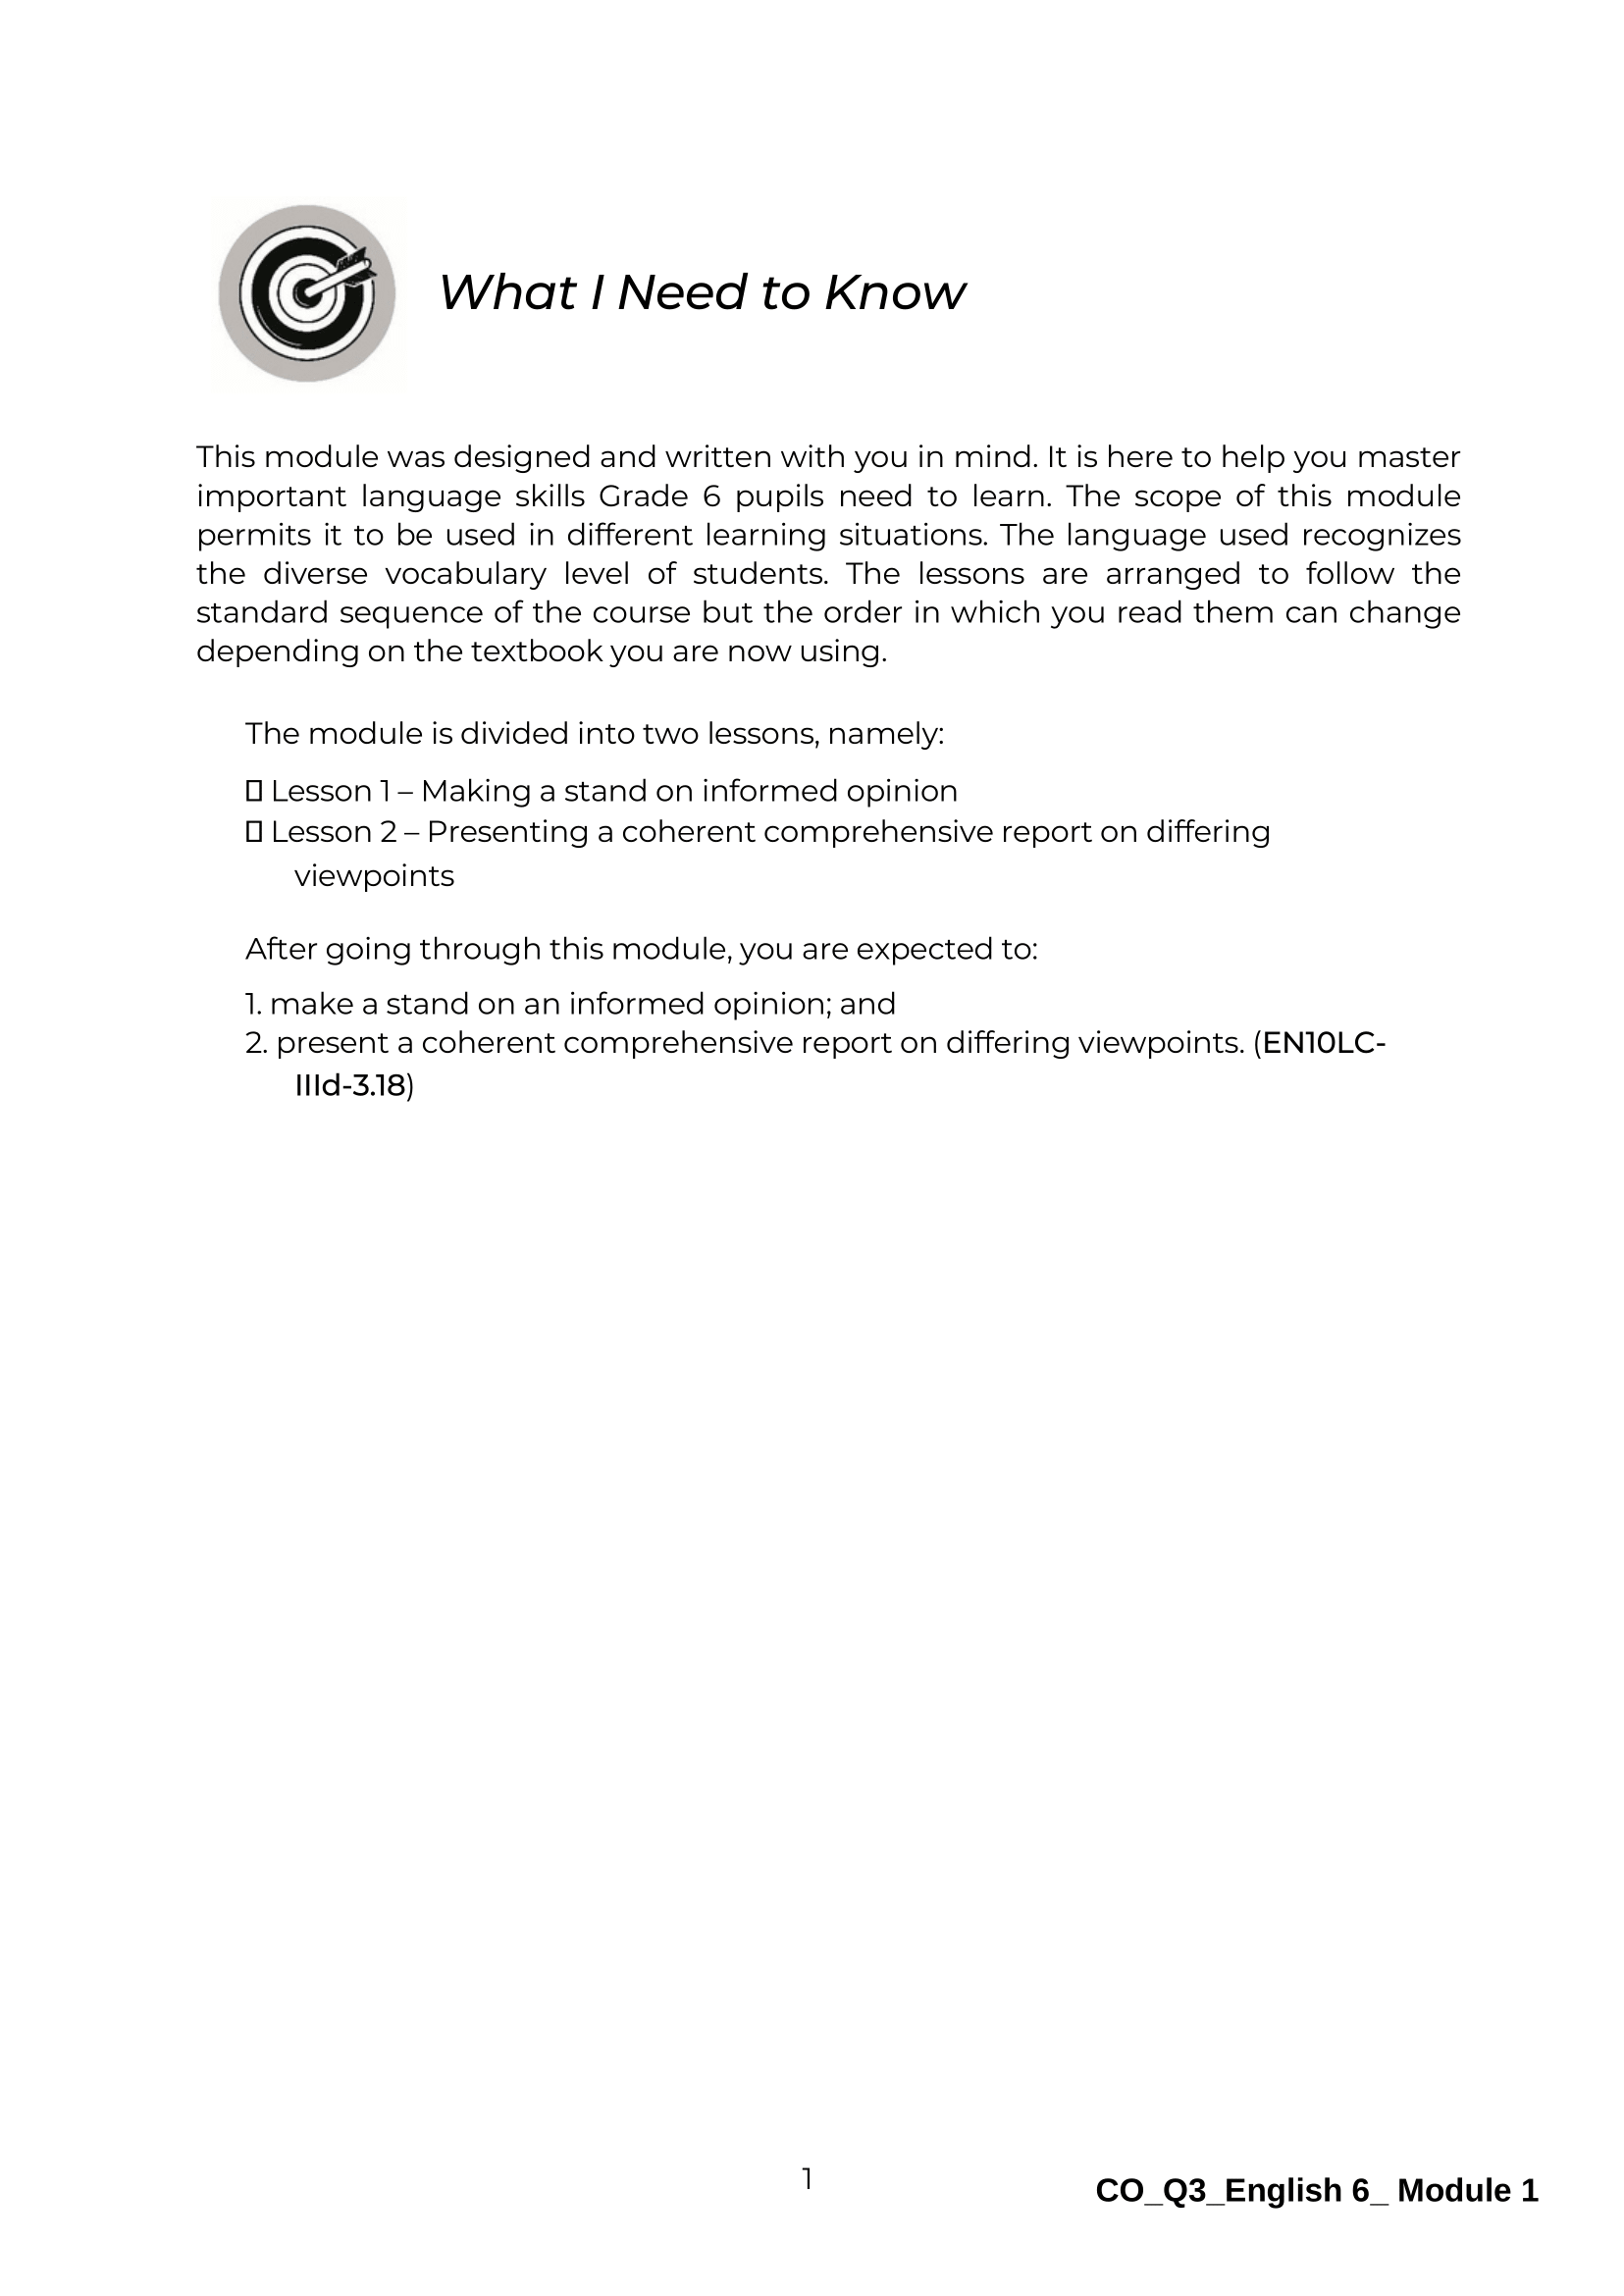 What I Need to Know
This module was designed and written with you in mind. It is here to help you master
important language skills Grade 6 pupils need to learn. The scope of this module
permits it to be used in different learning situations. The language used recognizes
the diverse vocabulary level of students. The lessons are arranged to follow the
standard sequence of the course but the order in which you read them can change
depending on the textbook you are now using.
The module is divided into two lessons, namely:
▯ Lesson 1 – Making a stand on informed opinion
▯ Lesson 2 – Presenting a coherent comprehensive report on differing
viewpoints
After going through this module, you are expected to:
1. make a stand on an informed opinion; and
2. present a coherent comprehensive report on differing viewpoints. (EN10LC-
IIId-3.18)
1
CO_Q3_English 6_ Module 1